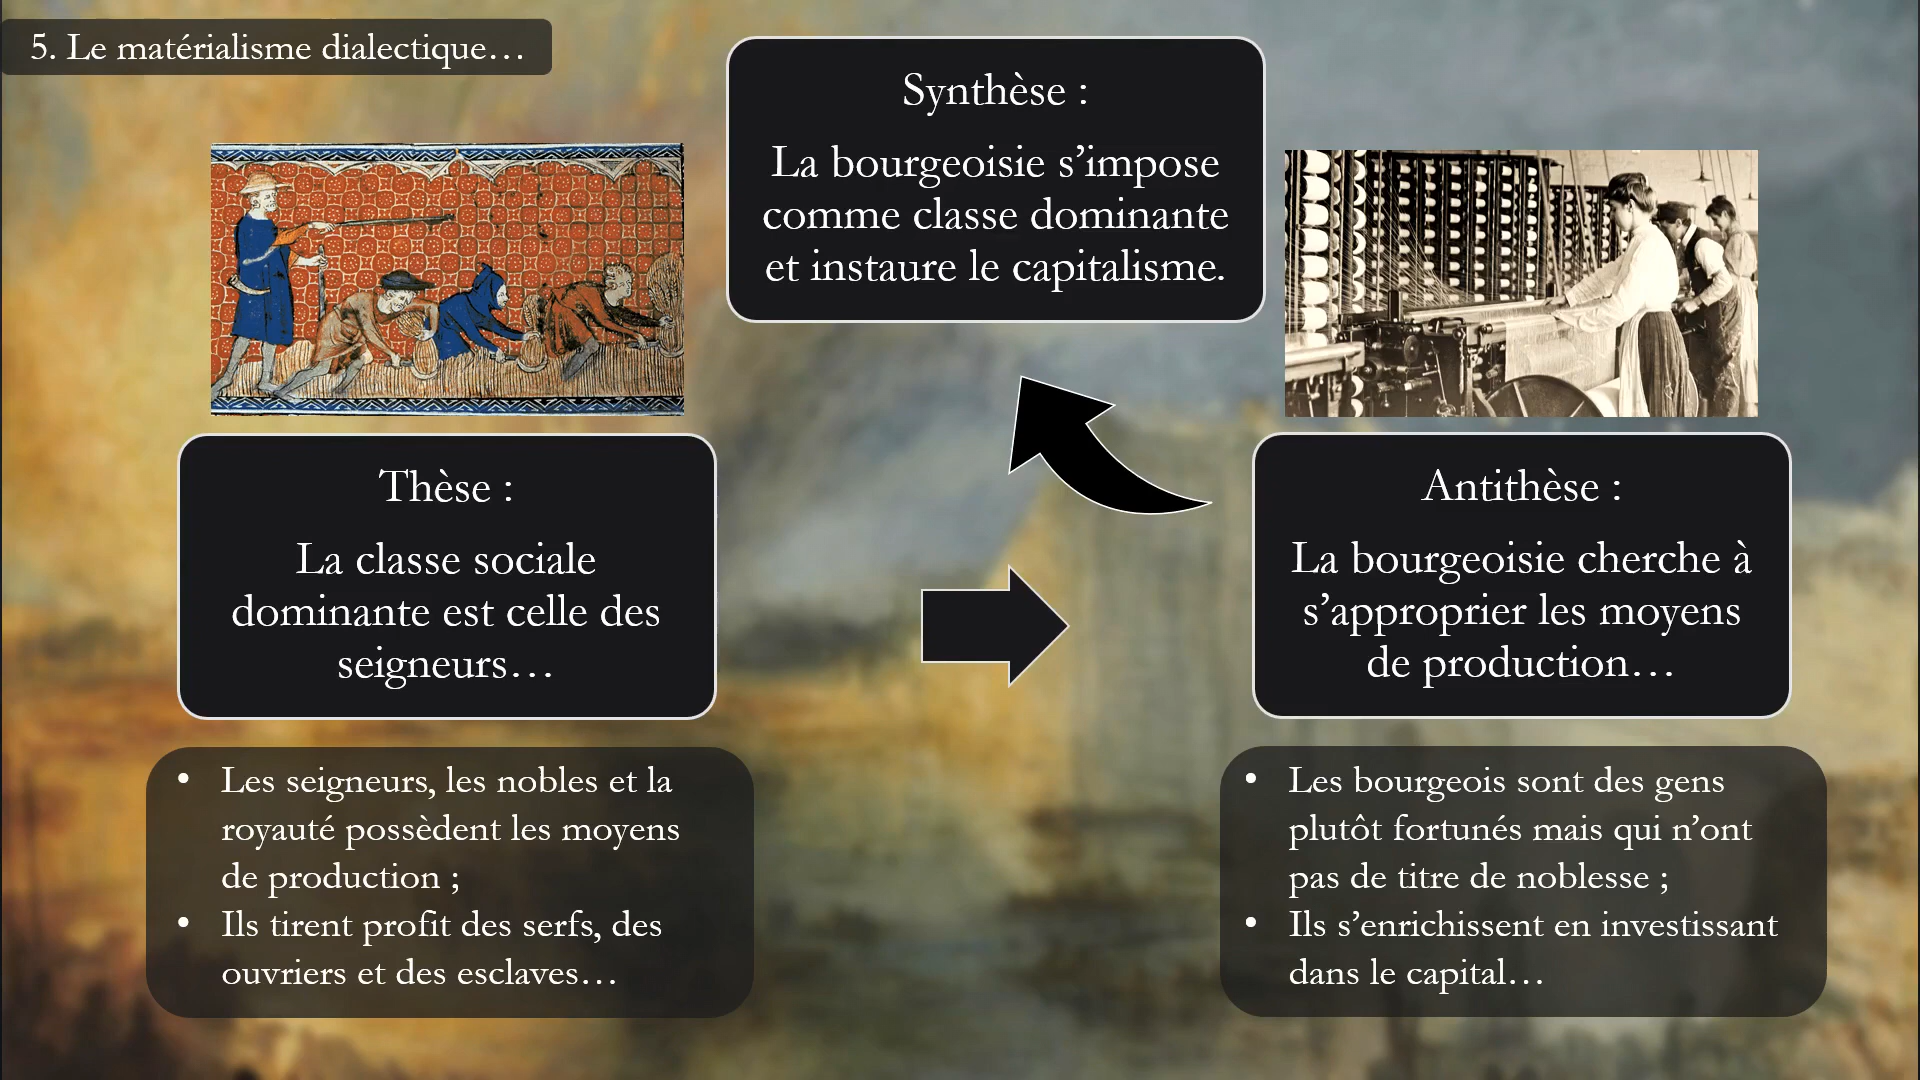 5. Le matérialisme dialectique…
Synthèse :
La bourgeoisie s’impose
comme classe dominante
et instaure le capitalisme.
Thèse :
La classe sociale
dominante est celle des
seigneurs…
Antithèse :
La bourgeoisie cherche à
s’approprier les moyens
de production…
• Les seigneurs, les nobles et la
royauté possèdent les moyens
de production ;
• Ils tirent profit des serfs, des
ouvriers et des esclaves…
• Les bourgeois sont des gens
plutôt fortunés mais qui n’ont
pas de titre de noblesse ;
• Ils s’enrichissent en investissant
dans le capital…